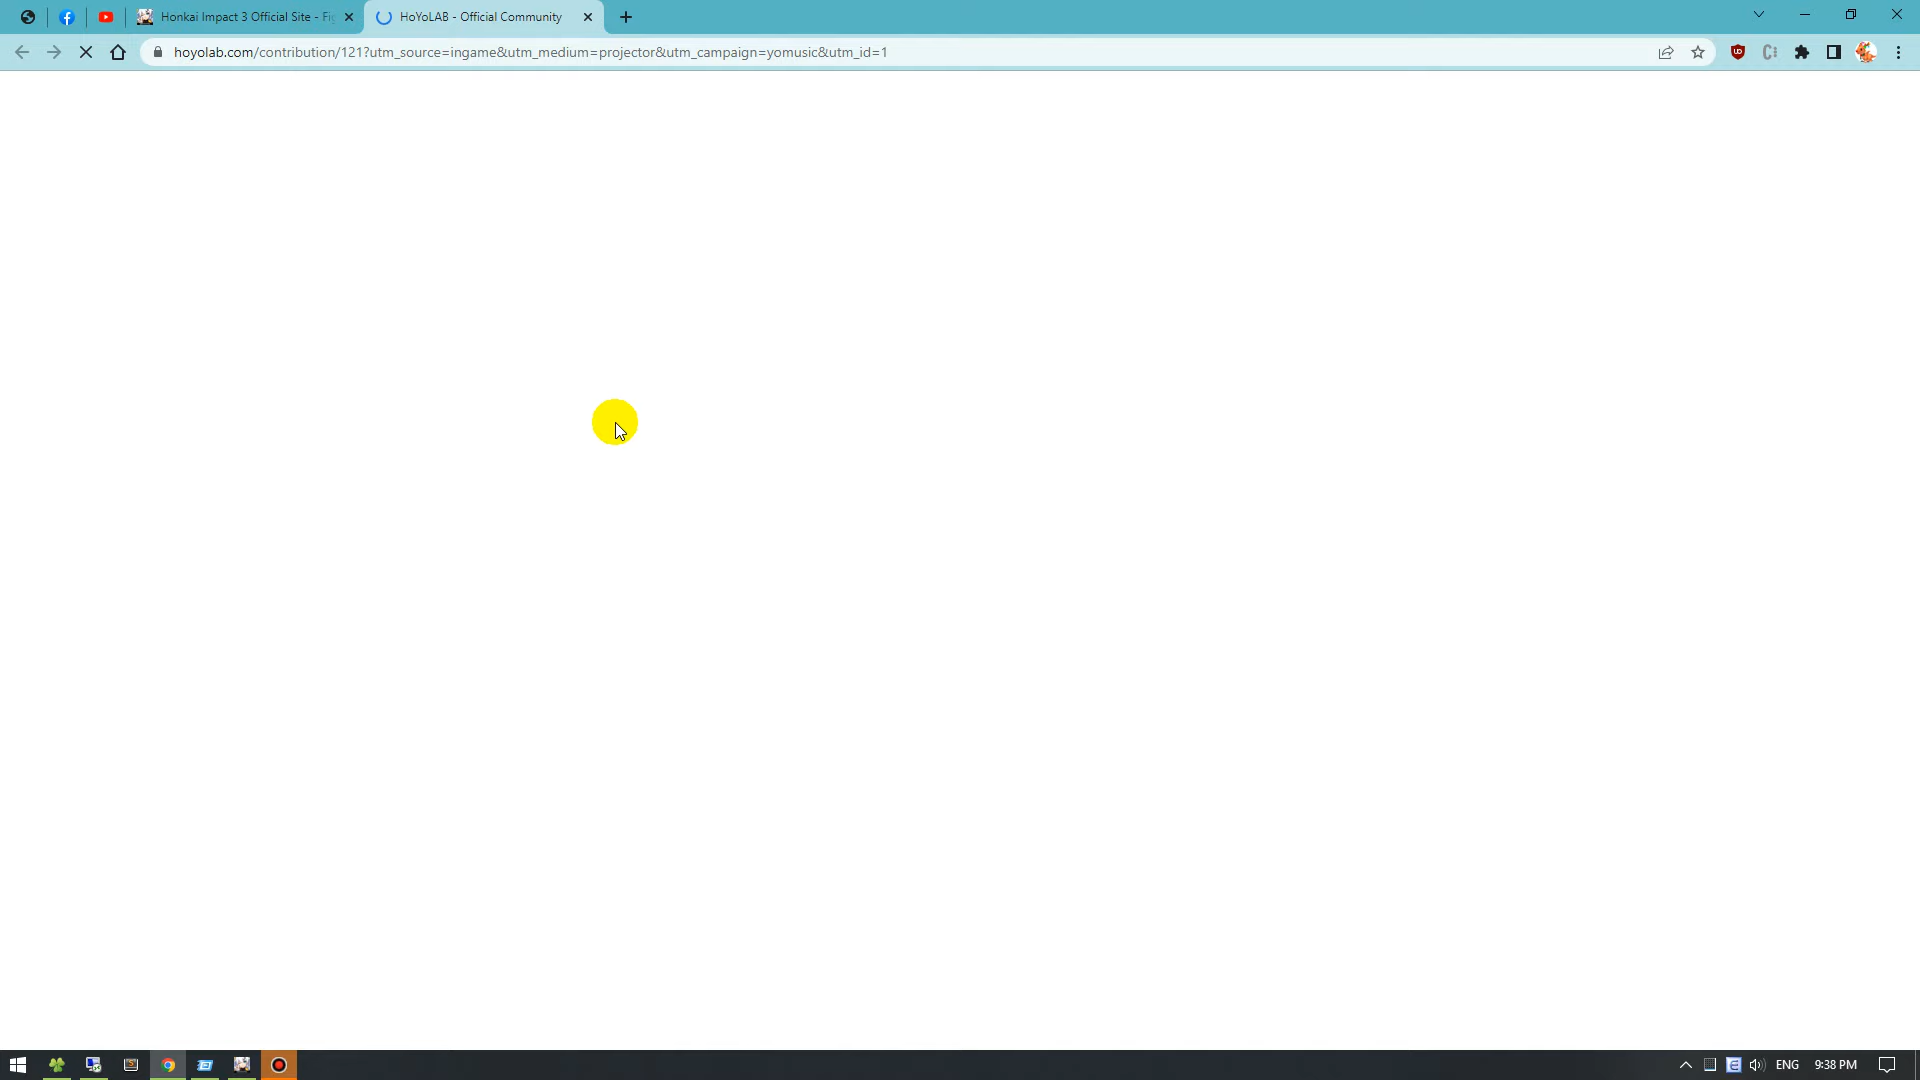 Honkai Impact 3 Official Site - Fi
HoYoLAB - Official Community
hoyolab.com/contribution/121?utm_source=ingame&utm_medium=projector&utm_campaign=yomusic&utm_id=1
ENG
9:38 PM